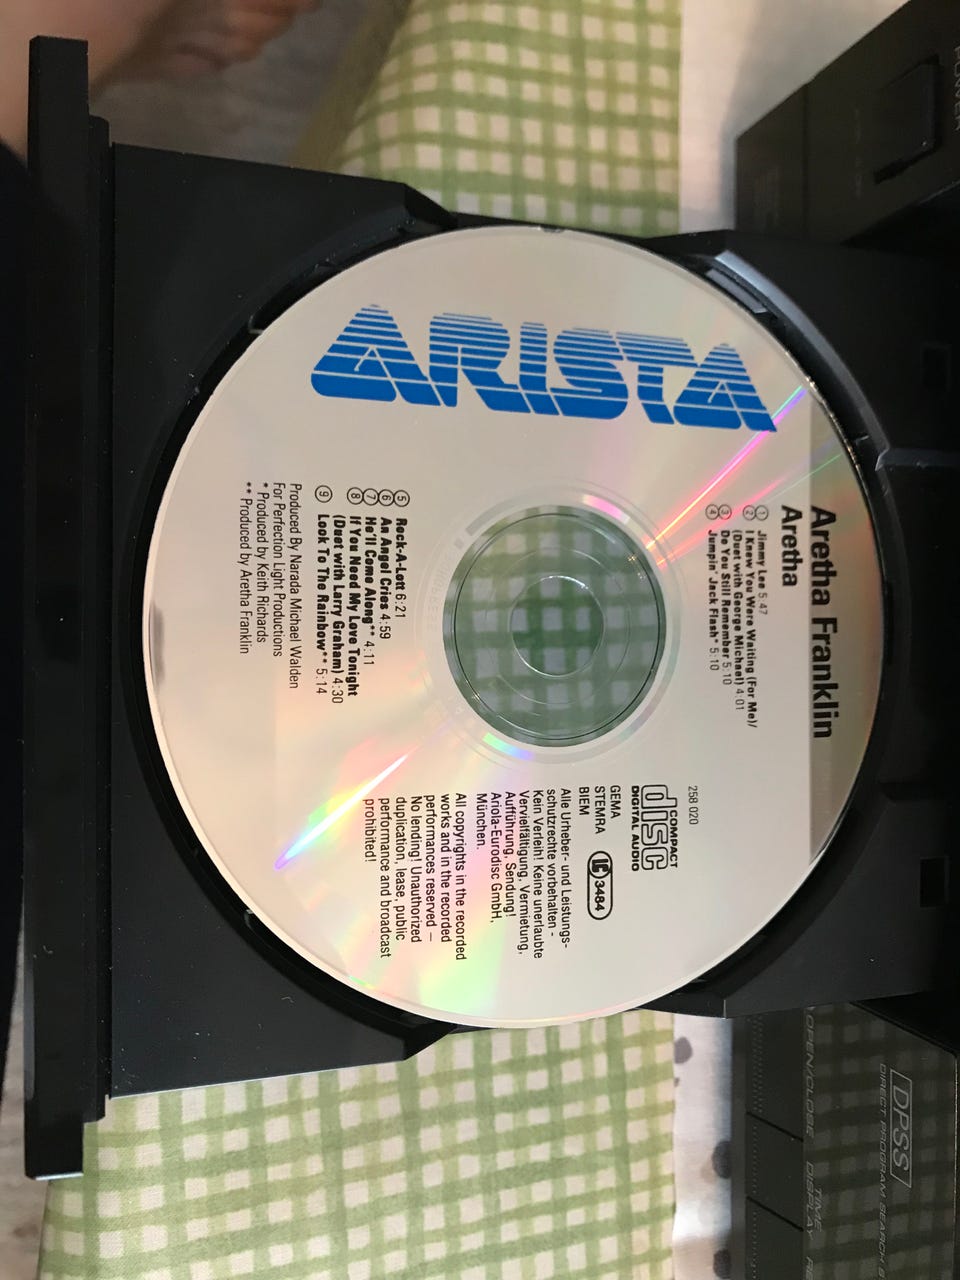 Aretha Franklin
Aretha
① Jimmy Lee 5:47
② I Knew You Were Waiting (For Me)/
(Duet with George Michael) 4:01
③ Do You Still Remember 5:10
④ Jumpin' Jack Flash* 5:10
ARISTA
258 020
COMPACT
disc
DIGITAL AUDIO
GEMA
STEMRA
BIEM
LC 3484
Alle Urheber- und Leistungs-
schutzrechte vorbehalten -
Kein Verleih! Keine unerlaubte
Vervielfältigung, Vermietung,
Aufführung, Sendung!
Ariola-Eurodisc GmbH,
München.
All copyrights in the recorded
works and in the recorded
performances reserved –
No lending! Unauthorized
duplication, lease, public
performance and broadcast
prohibited!
⑤ Rock-A-Lott 6:21
⑥ An Angel Cries 4:59
⑦ He'll Come Along** 4:11
⑧ If You Need My Love Tonight
(Duet with Larry Graham) 4:30
⑨ Look To The Rainbow** 5:14
Produced By Narada Michael Walden
For Perfection Light Productions
* Produced by Keith Richards
** Produced by Aretha Franklin
POWER
DPSS
DIRECT PROGRAM SEARCH
OPEN/CLOSE
TIME
DISPLAY